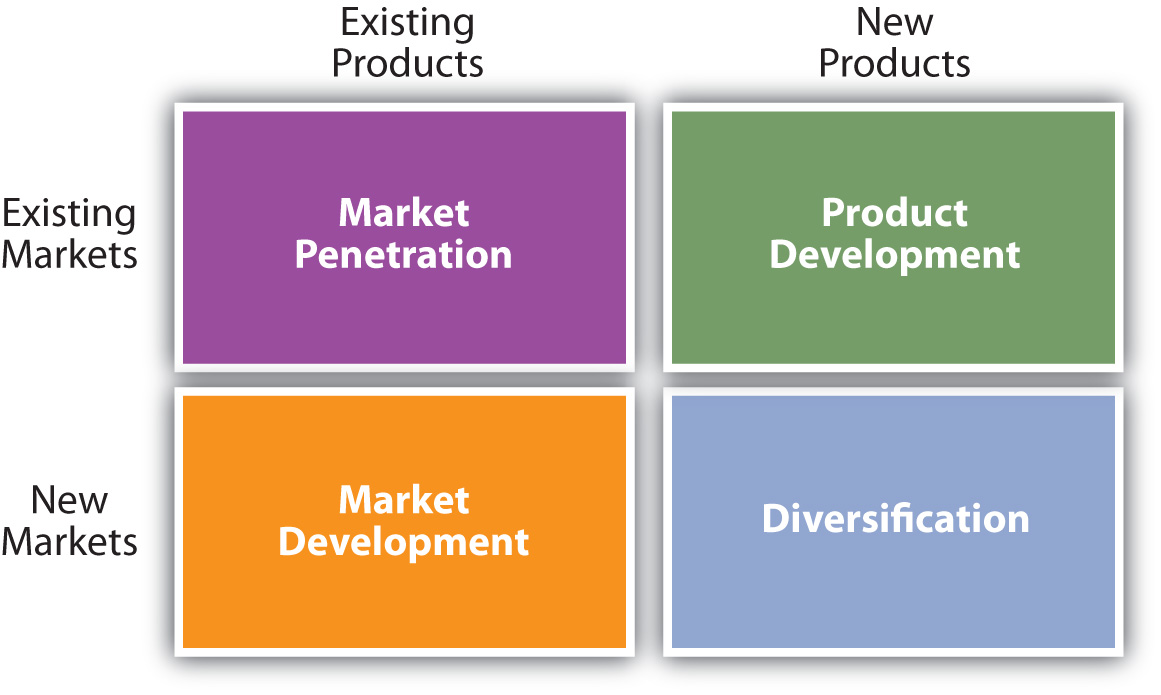 Existing
Products
New
Products
Existing
Markets
Market
Penetration
Product
Development
New
Markets
Market
Development
Diversification